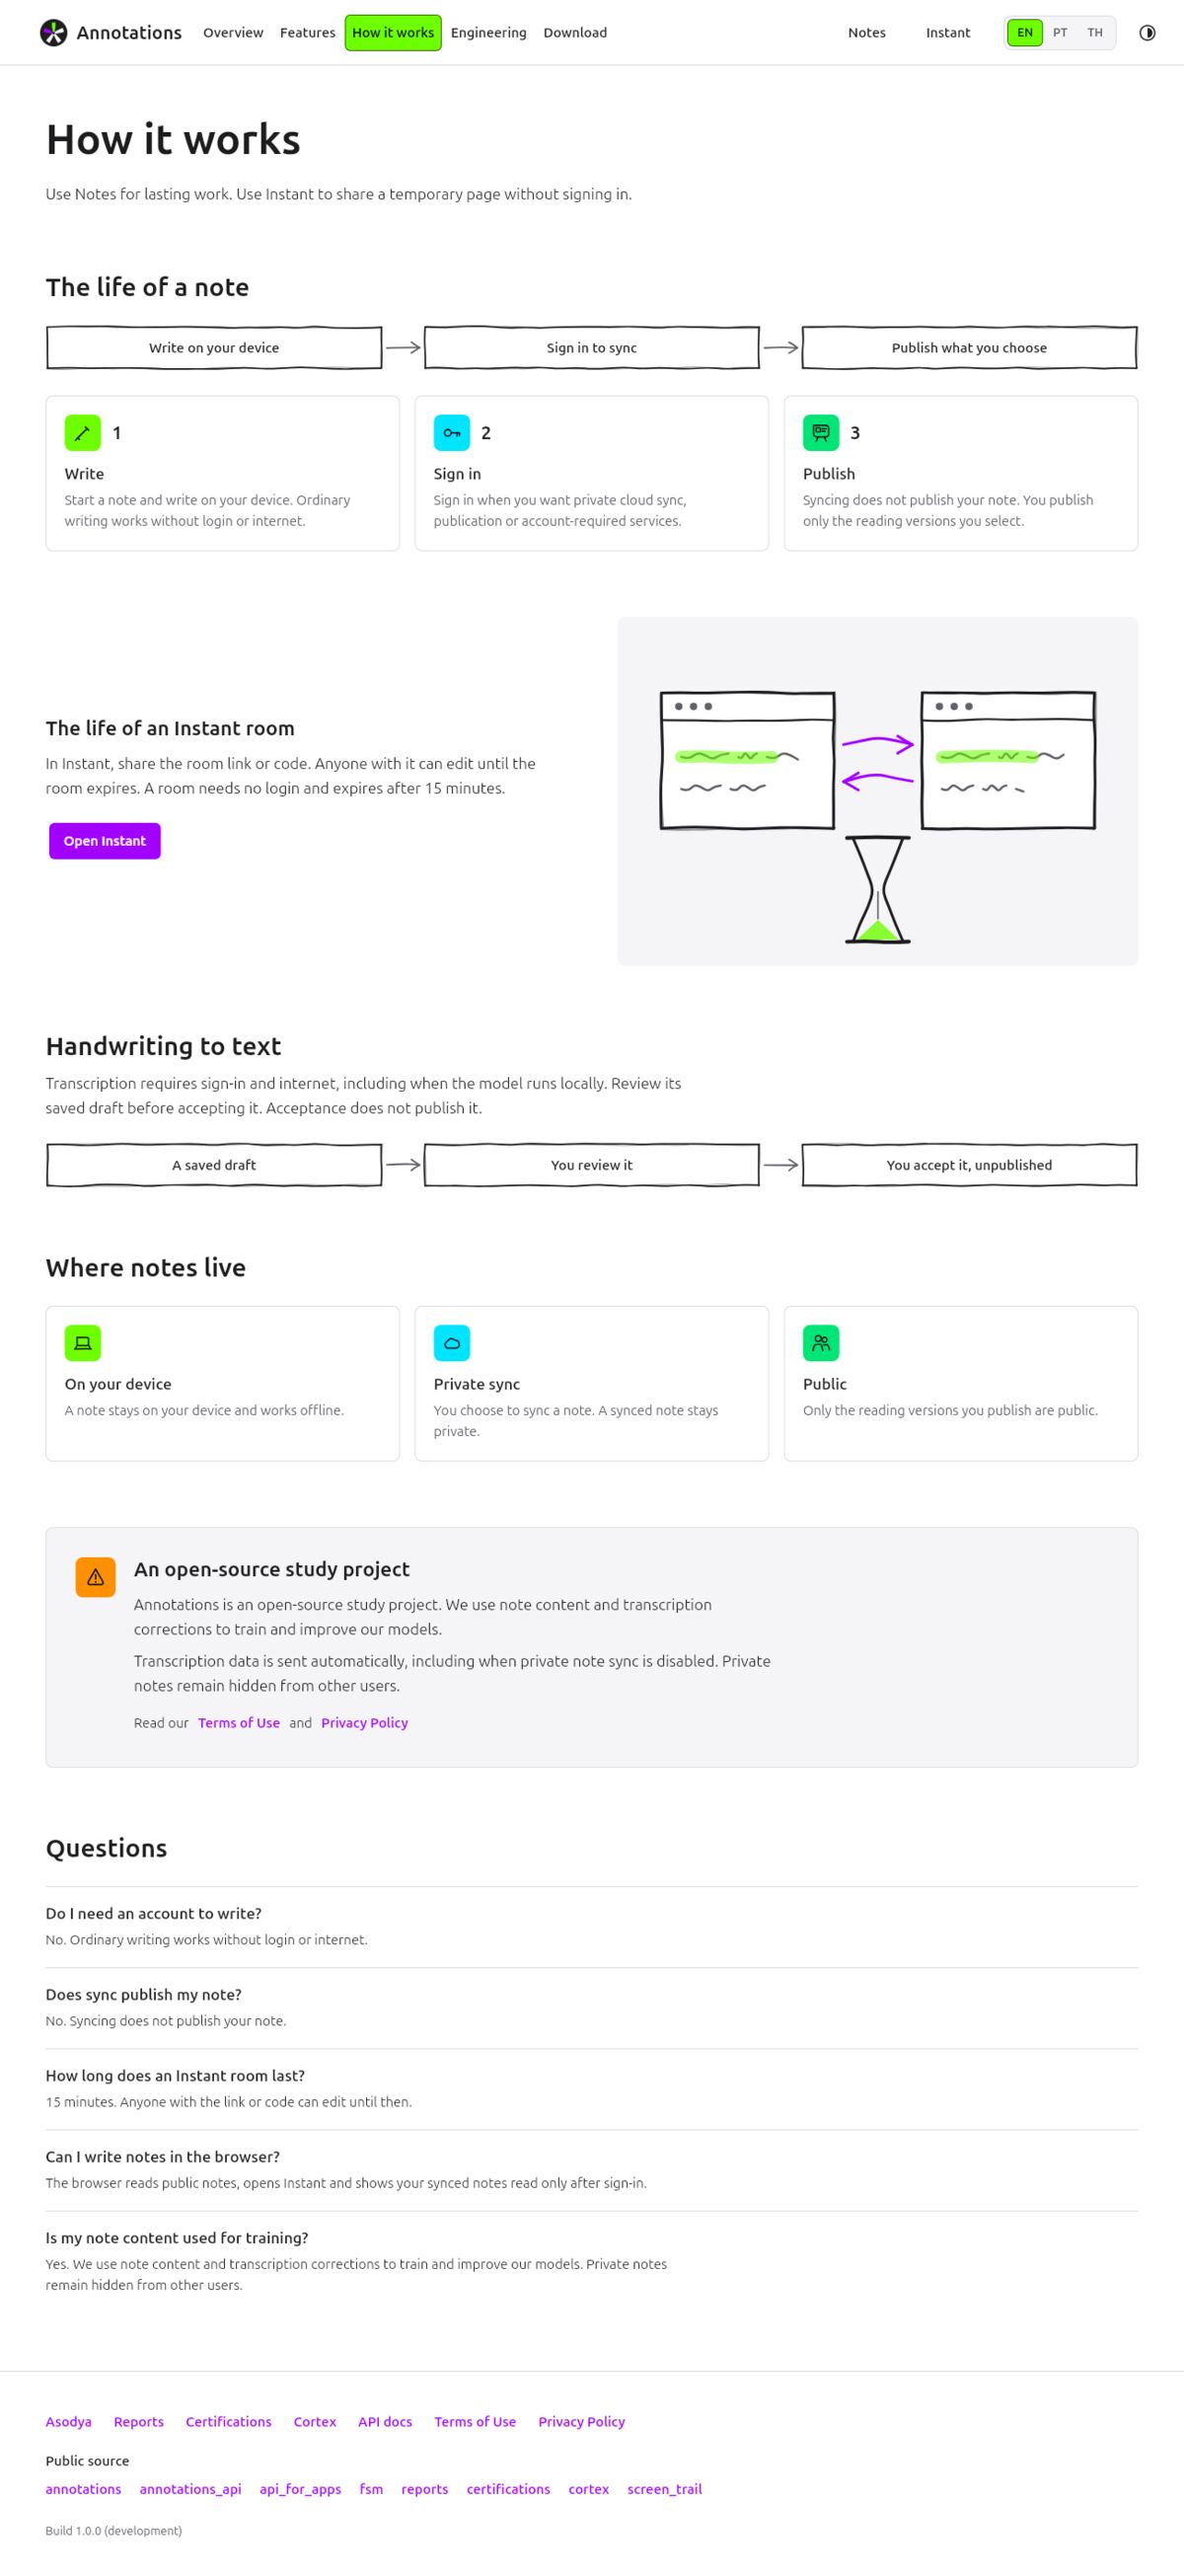 Annotations Overview Features How it works Engineering Download Notes Instant EN PT TH
How it works
Use Notes for lasting work. Use Instant to share a temporary page without signing in.
The life of a note
Write on your device Sign in to sync Publish what you choose
1
Write
Start a note and write on your device. Ordinary
writing works without login or internet.
2
Sign in
Sign in when you want private cloud sync,
publication or account-required services.
3
Publish
Syncing does not publish your note. You publish
only the reading versions you select.
The life of an Instant room
In Instant, share the room link or code. Anyone with it can edit until the
room expires. A room needs no login and expires after 15 minutes.
Open Instant
Handwriting to text
Transcription requires sign-in and internet, including when the model runs locally. Review its
saved draft before accepting it. Acceptance does not publish it.
A saved draft You review it You accept it, unpublished
Where notes live
On your device
A note stays on your device and works offline.
Private sync
You choose to sync a note. A synced note stays
private.
Public
Only the reading versions you publish are public.
An open-source study project
Annotations is an open-source study project. We use note content and transcription
corrections to train and improve our models.
Transcription data is sent automatically, including when private note sync is disabled. Private
notes remain hidden from other users.
Read our Terms of Use and Privacy Policy
Questions
Do I need an account to write?
No. Ordinary writing works without login or internet.
Does sync publish my note?
No. Syncing does not publish your note.
How long does an Instant room last?
15 minutes. Anyone with the link or code can edit until then.
Can I write notes in the browser?
The browser reads public notes, opens Instant and shows your synced notes read only after sign-in.
Is my note content used for training?
Yes. We use note content and transcription corrections to train and improve our models. Private notes
remain hidden from other users.
Asodya Reports Certifications Cortex API docs Terms of Use Privacy Policy
Public source
annotations annotations_api api_for_apps fsm reports certifications cortex screen_trail
Build 1.0.0 (development)